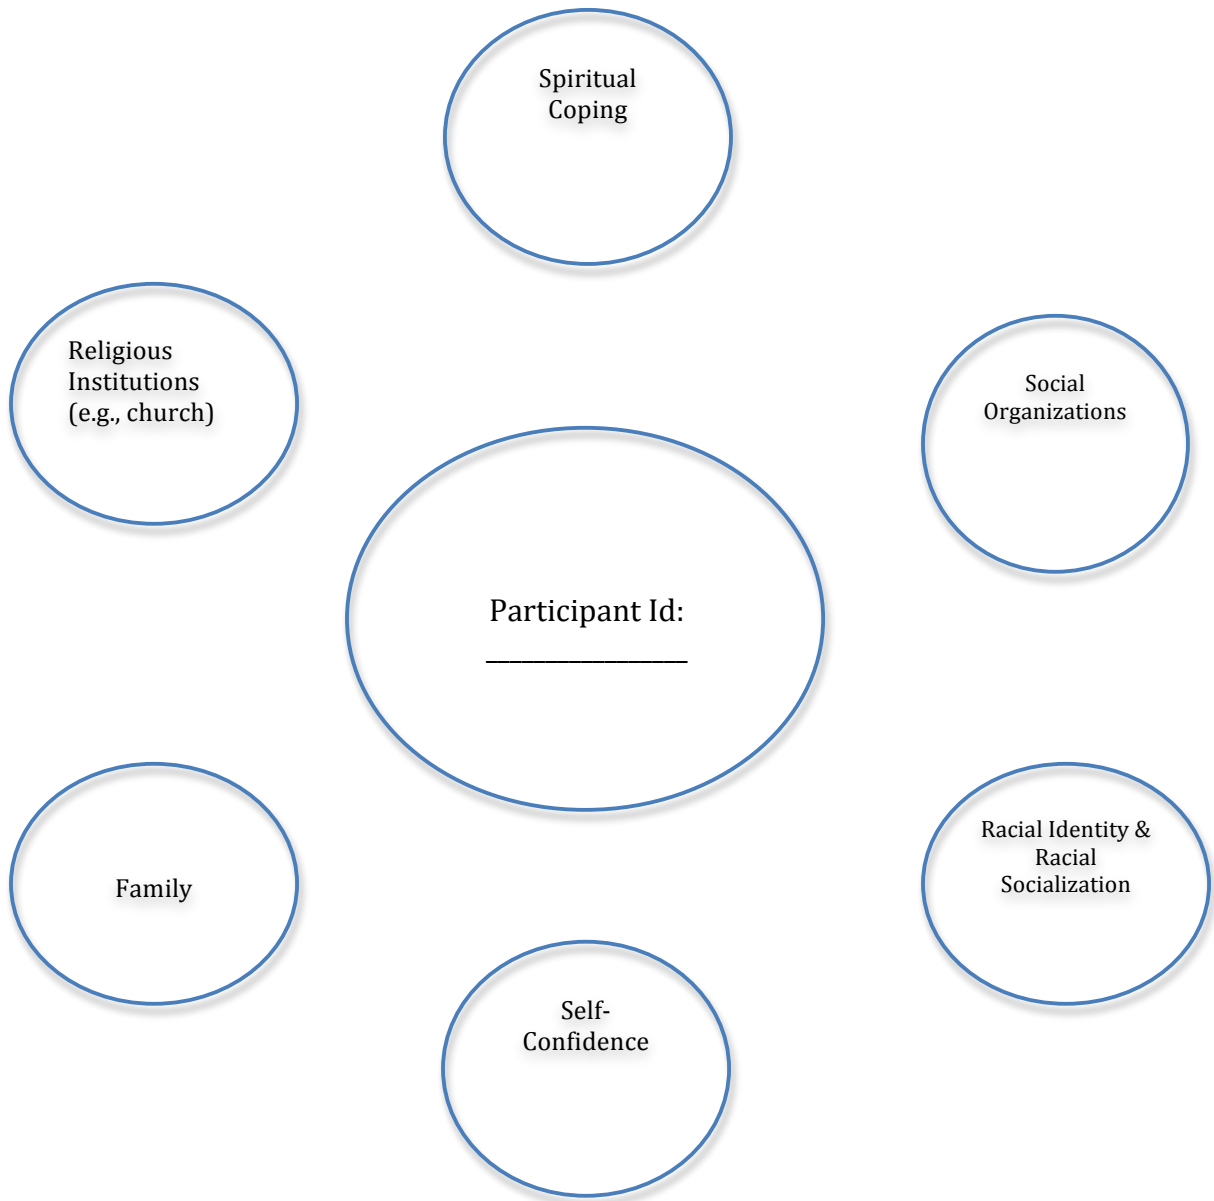 Spiritual
Coping
Religious
Institutions
(e.g., church)
Social
Organizations
Participant Id:
_______________
Family
Racial Identity &
Racial
Socialization
Self-
Confidence